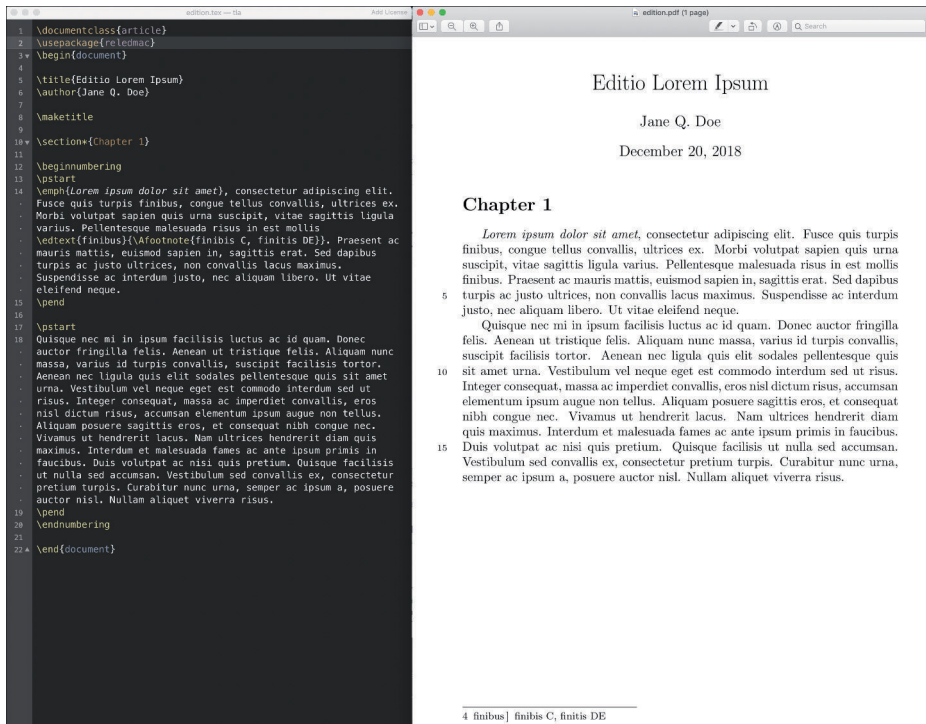 edition.tex — tla
Add License
1 \documentclass{article}
2 \usepackage{reledmac}
3 \begin{document}
4
5 \title{Editio Lorem Ipsum}
6 \author{Jane Q. Doe}
7
8 \maketitle
9
10 \section*{Chapter 1}
11
12 \beginnumbering
13 \pstart
14 \emph{Lorem ipsum dolor sit amet}, consectetur adipiscing elit.
Fusce quis turpis finibus, congue tellus convallis, ultrices ex.
Morbi volutpat sapien quis urna suscipit, vitae sagittis ligula
varius. Pellentesque malesuada risus in est mollis
\edtext{finibus}{\Afootnote{finibis C, finitis DE}}. Praesent ac
mauris mattis, euismod sapien in, sagittis erat. Sed dapibus
turpis ac justo ultrices, non convallis lacus maximus.
Suspendisse ac interdum justo, nec aliquam libero. Ut vitae
eleifend neque.
15 \pend
16
17 \pstart
18 Quisque nec mi in ipsum facilisis luctus ac id quam. Donec
auctor fringilla felis. Aenean ut tristique felis. Aliquam nunc
massa, varius id turpis convallis, suscipit facilisis tortor.
Aenean nec ligula quis elit sodales pellentesque quis sit amet
urna. Vestibulum vel neque eget est commodo interdum sed ut
risus. Integer consequat, massa ac imperdiet convallis, eros
nisl dictum risus, accumsan elementum ipsum augue non tellus.
Aliquam posuere sagittis eros, et consequat nibh congue nec.
Vivamus ut hendrerit lacus. Nam ultrices hendrerit diam quis
maximus. Interdum et malesuada fames ac ante ipsum primis in
faucibus. Duis volutpat ac nisi quis pretium. Quisque facilisis
ut nulla sed accumsan. Vestibulum sed convallis ex, consectetur
pretium turpis. Curabitur nunc urna, semper ac ipsum a, posuere
auctor nisl. Nullam aliquet viverra risus.
19 \pend
20 \endnumbering
21
22 \end{document}
edition.pdf (1 page)
Search
Editio Lorem Ipsum
Jane Q. Doe
December 20, 2018
Chapter 1
Lorem ipsum dolor sit amet, consectetur adipiscing elit. Fusce quis turpis
finibus, congue tellus convallis, ultrices ex. Morbi volutpat sapien quis urna
suscipit, vitae sagittis ligula varius. Pellentesque malesuada risus in est mollis
finibus. Praesent ac mauris mattis, euismod sapien in, sagittis erat. Sed dapibus
5 turpis ac justo ultrices, non convallis lacus maximus. Suspendisse ac interdum
justo, nec aliquam libero. Ut vitae eleifend neque.
Quisque nec mi in ipsum facilisis luctus ac id quam. Donec auctor fringilla
felis. Aenean ut tristique felis. Aliquam nunc massa, varius id turpis convallis,
suscipit facilisis tortor. Aenean nec ligula quis elit sodales pellentesque quis
10 sit amet urna. Vestibulum vel neque eget est commodo interdum sed ut risus.
Integer consequat, massa ac imperdiet convallis, eros nisl dictum risus, accumsan
elementum ipsum augue non tellus. Aliquam posuere sagittis eros, et consequat
nibh congue nec. Vivamus ut hendrerit lacus. Nam ultrices hendrerit diam
quis maximus. Interdum et malesuada fames ac ante ipsum primis in faucibus.
15 Duis volutpat ac nisi quis pretium. Quisque facilisis ut nulla sed accumsan.
Vestibulum sed convallis ex, consectetur pretium turpis. Curabitur nunc urna,
semper ac ipsum a, posuere auctor nisl. Nullam aliquet viverra risus.
4 finibus] finibis C, finitis DE